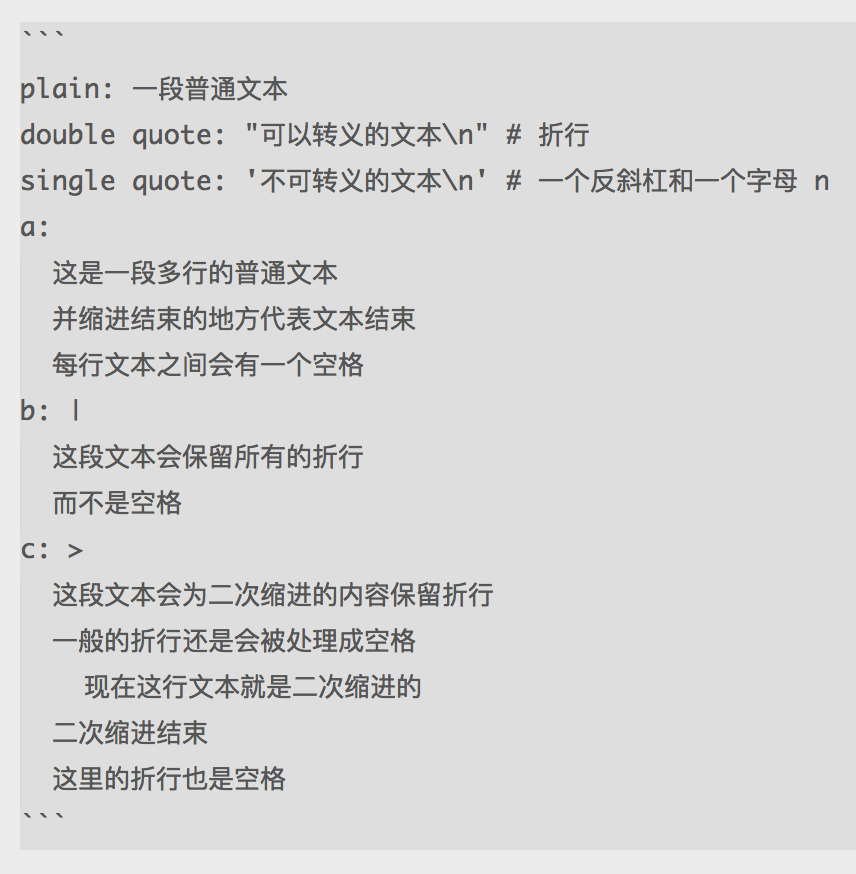 ```
plain: 一段普通文本
double quote: "可以转义的文本\n" # 折行
single quote: '不可转义的文本\n' # 一个反斜杠和一个字母 n
a:
  这是一段多行的普通文本
  并缩进结束的地方代表文本结束
  每行文本之间会有一个空格
b: |
  这段文本会保留所有的折行
  而不是空格
c: >
  这段文本会为二次缩进的内容保留折行
  一般的折行还是会被处理成空格
    现在这行文本就是二次缩进的
  二次缩进结束
  这里的折行也是空格
```